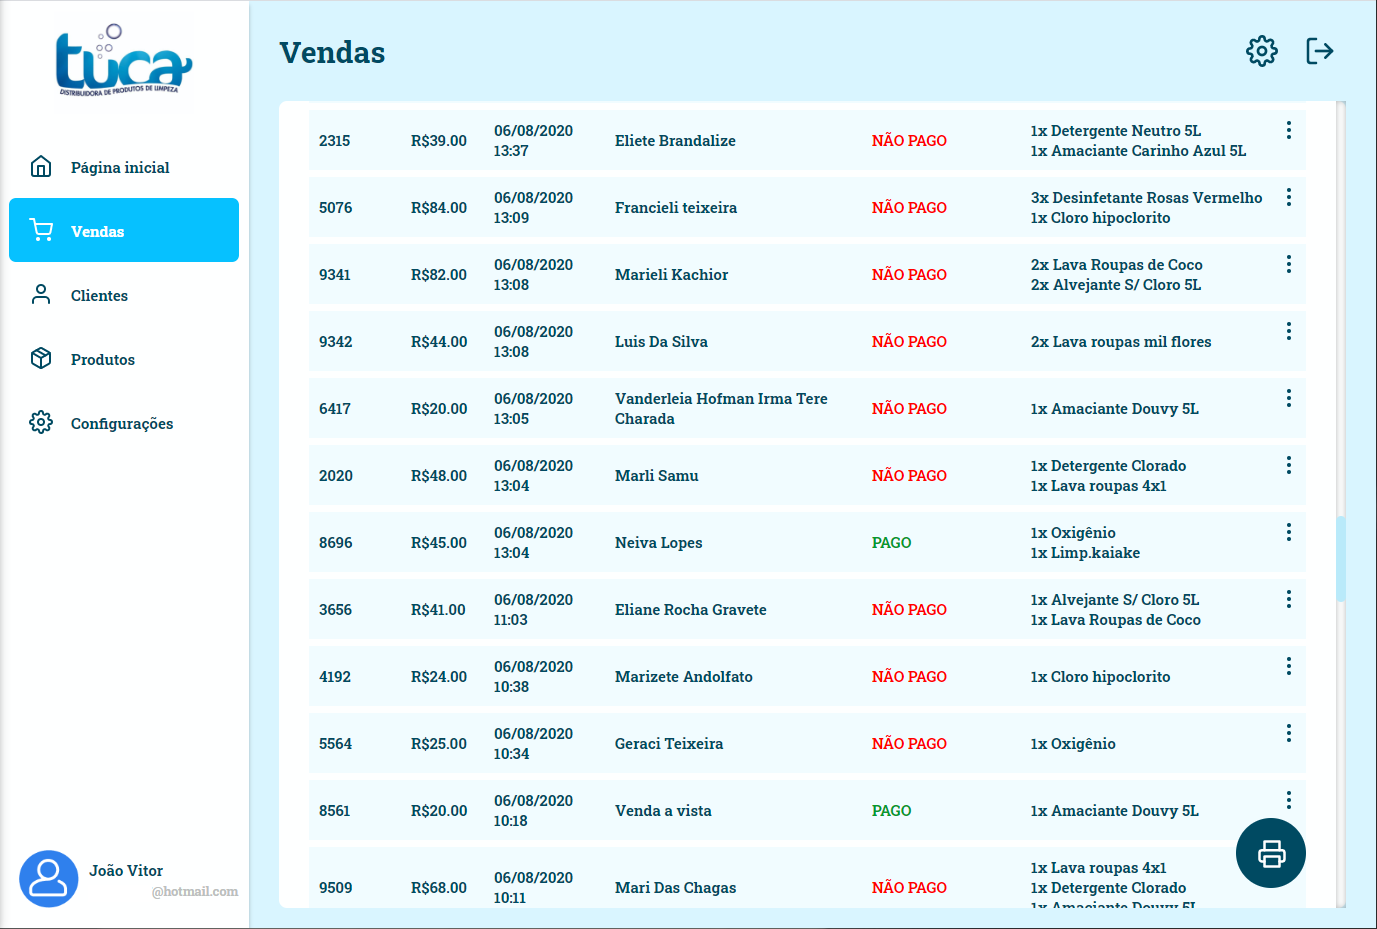 tuca
DISTRIBUIDORA DE PRODUTOS DE LIMPEZA
Página inicial
Vendas
Clientes
Produtos
Configurações
João Vitor
@hotmail.com
Vendas
2315 R$39.00 06/08/2020 13:37 Eliete Brandalize NÃO PAGO 1x Detergente Neutro 5L
1x Amaciante Carinho Azul 5L
5076 R$84.00 06/08/2020 13:09 Francieli teixeira NÃO PAGO 3x Desinfetante Rosas Vermelho
1x Cloro hipoclorito
9341 R$82.00 06/08/2020 13:08 Marieli Kachior NÃO PAGO 2x Lava Roupas de Coco
2x Alvejante S/ Cloro 5L
9342 R$44.00 06/08/2020 13:08 Luis Da Silva NÃO PAGO 2x Lava roupas mil flores
6417 R$20.00 06/08/2020 13:05 Vanderleia Hofman Irma Tere Charada NÃO PAGO 1x Amaciante Douvy 5L
2020 R$48.00 06/08/2020 13:04 Marli Samu NÃO PAGO 1x Detergente Clorado
1x Lava roupas 4x1
8696 R$45.00 06/08/2020 13:04 Neiva Lopes PAGO 1x Oxigênio
1x Limp.kaiake
3656 R$41.00 06/08/2020 11:03 Eliane Rocha Gravete NÃO PAGO 1x Alvejante S/ Cloro 5L
1x Lava Roupas de Coco
4192 R$24.00 06/08/2020 10:38 Marizete Andolfato NÃO PAGO 1x Cloro hipoclorito
5564 R$25.00 06/08/2020 10:34 Geraci Teixeira NÃO PAGO 1x Oxigênio
8561 R$20.00 06/08/2020 10:18 Venda a vista PAGO 1x Amaciante Douvy 5L
9509 R$68.00 06/08/2020 10:11 Mari Das Chagas NÃO PAGO 1x Lava roupas 4x1
1x Detergente Clorado
1x Amaciante Douvy 5L